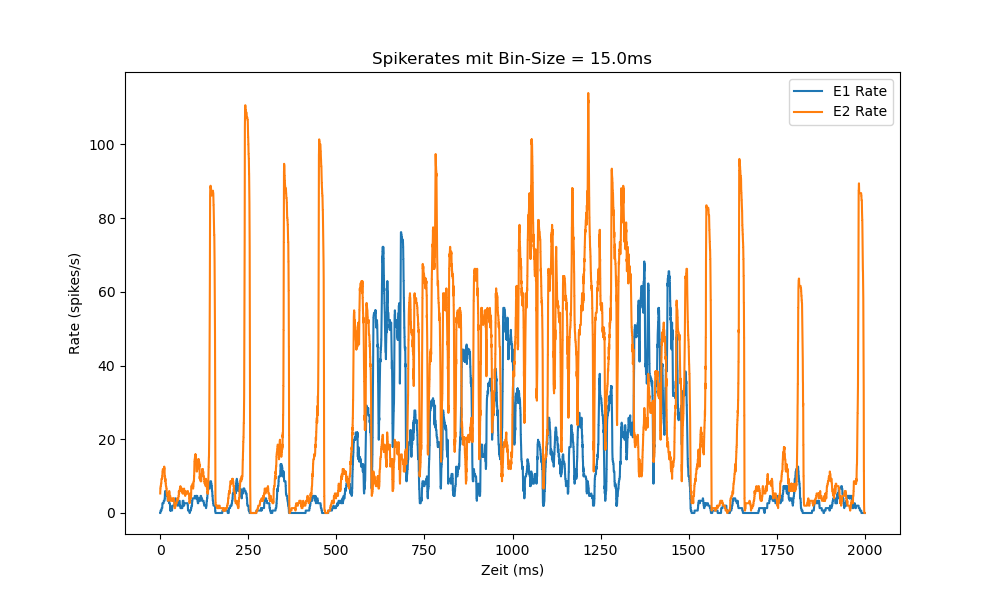 Spikerates mit Bin-Size = 15.0ms
E1 Rate
E2 Rate
Rate (spikes/s)
100
80
60
40
20
0
0 250 500 750 1000 1250 1500 1750 2000
Zeit (ms)